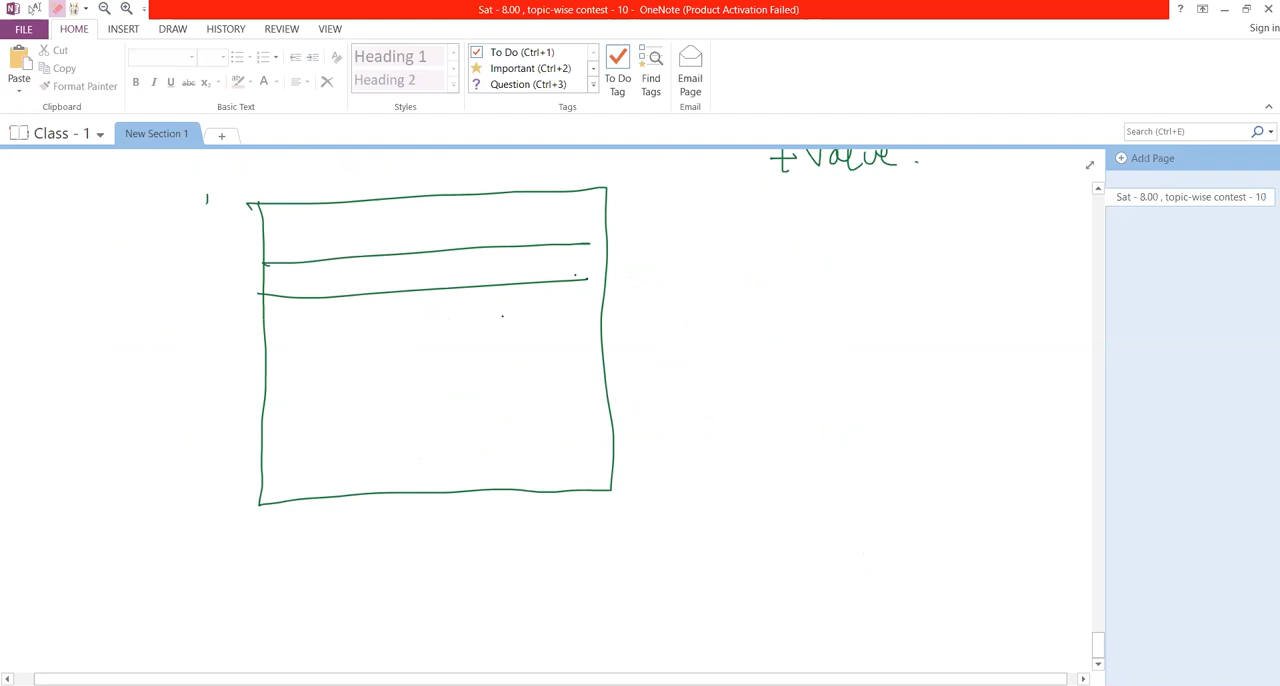 Sat - 8.00 , topic-wise contest - 10 - OneNote (Product Activation Failed)
FILE HOME INSERT DRAW HISTORY REVIEW VIEW Sign in
Paste
Cut
Copy
Format Painter
Clipboard
B I U abc x₂ A
Basic Text
Heading 1
Heading 2
Styles
To Do (Ctrl+1)
Important (Ctrl+2)
Question (Ctrl+3)
Tags
To Do Tag
Find Tags
Email Page
Email
Class - 1 New Section 1 Search (Ctrl+E)
Add Page
Sat - 8.00 , topic-wise contest - 10
+ value .